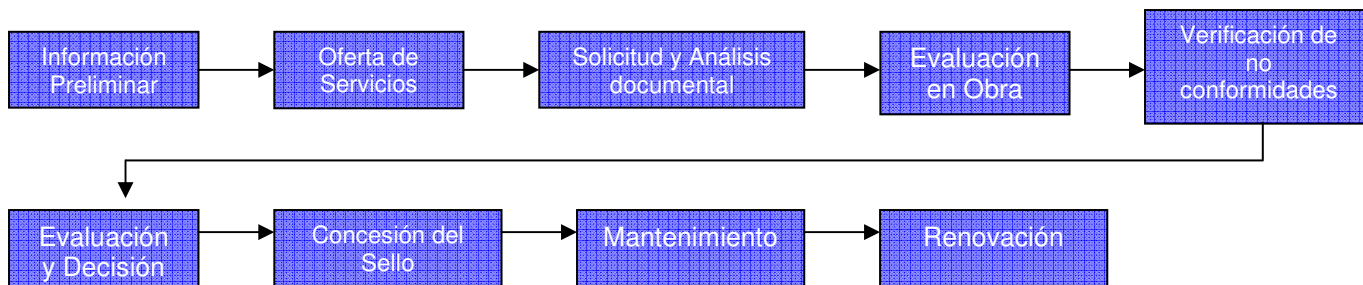 Información
Preliminar
Oferta de
Servicios
Solicitud y Análisis
documental
Evaluación
en Obra
Verificación de
no
conformidades
Evaluación
y Decisión
Concesión del
Sello
Mantenimiento
Renovación